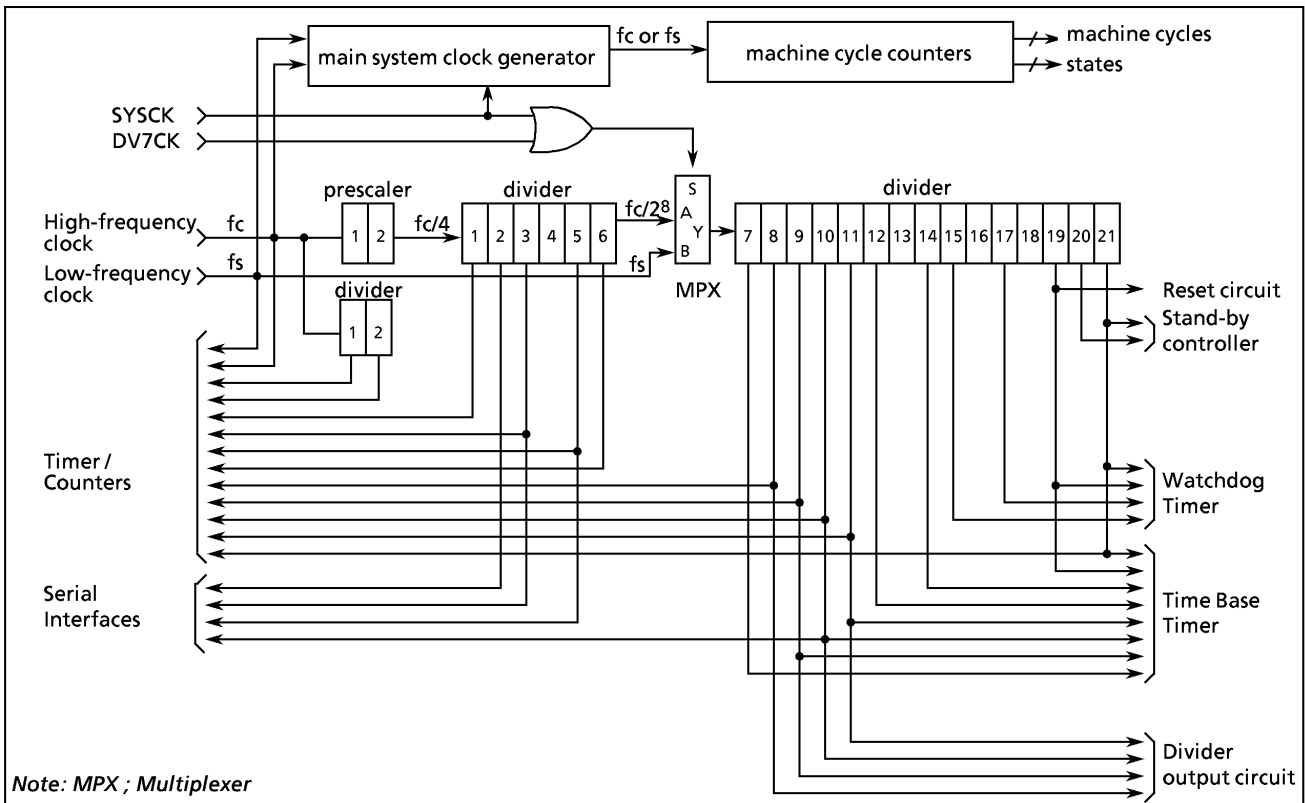 main system clock generator
fc or fs
machine cycle counters
machine cycles
states
SYSCK
DV7CK
prescaler
divider
divider
High-frequency
clock
fc
1 2
fc/4
1 2 3 4 5 6
fc/2⁸
S
A
Y
B
MPX
7 8 9 10 11 12 13 14 15 16 17 18 19 20 21
Low-frequency
clock
fs
fs
divider
1 2
Reset circuit
Stand-by
controller
Timer /
Counters
Watchdog
Timer
Serial
Interfaces
Time Base
Timer
Divider
output circuit
Note: MPX ; Multiplexer